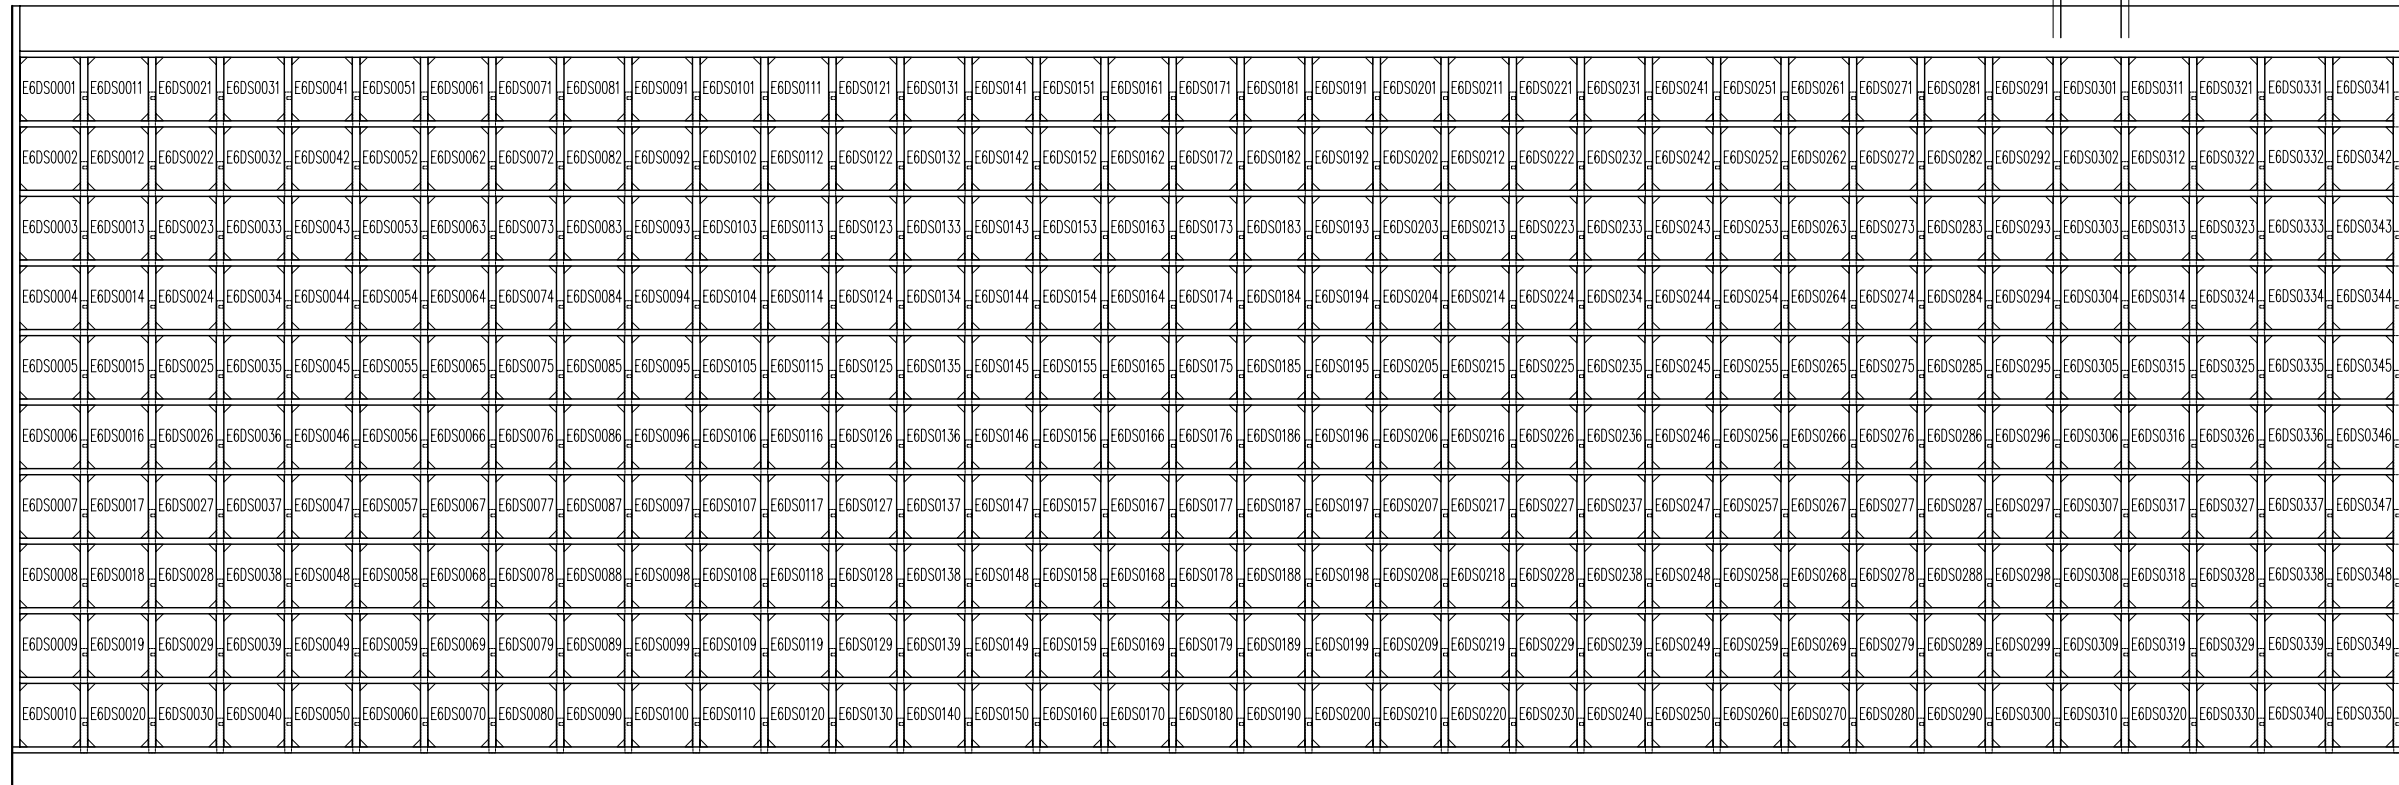 E6DS0001 E6DS0011 E6DS0021 E6DS0031 E6DS0041 E6DS0051 E6DS0061 E6DS0071 E6DS0081 E6DS0091 E6DS0101 E6DS0111 E6DS0121 E6DS0131 E6DS0141 E6DS0151 E6DS0161 E6DS0171 E6DS0181 E6DS0191 E6DS0201 E6DS0211 E6DS0221 E6DS0231 E6DS0241 E6DS0251 E6DS0261 E6DS0271 E6DS0281 E6DS0291 E6DS0301 E6DS0311 E6DS0321 E6DS0331 E6DS0341
E6DS0002 E6DS0012 E6DS0022 E6DS0032 E6DS0042 E6DS0052 E6DS0062 E6DS0072 E6DS0082 E6DS0092 E6DS0102 E6DS0112 E6DS0122 E6DS0132 E6DS0142 E6DS0152 E6DS0162 E6DS0172 E6DS0182 E6DS0192 E6DS0202 E6DS0212 E6DS0222 E6DS0232 E6DS0242 E6DS0252 E6DS0262 E6DS0272 E6DS0282 E6DS0292 E6DS0302 E6DS0312 E6DS0322 E6DS0332 E6DS0342
E6DS0003 E6DS0013 E6DS0023 E6DS0033 E6DS0043 E6DS0053 E6DS0063 E6DS0073 E6DS0083 E6DS0093 E6DS0103 E6DS0113 E6DS0123 E6DS0133 E6DS0143 E6DS0153 E6DS0163 E6DS0173 E6DS0183 E6DS0193 E6DS0203 E6DS0213 E6DS0223 E6DS0233 E6DS0243 E6DS0253 E6DS0263 E6DS0273 E6DS0283 E6DS0293 E6DS0303 E6DS0313 E6DS0323 E6DS0333 E6DS0343
E6DS0004 E6DS0014 E6DS0024 E6DS0034 E6DS0044 E6DS0054 E6DS0064 E6DS0074 E6DS0084 E6DS0094 E6DS0104 E6DS0114 E6DS0124 E6DS0134 E6DS0144 E6DS0154 E6DS0164 E6DS0174 E6DS0184 E6DS0194 E6DS0204 E6DS0214 E6DS0224 E6DS0234 E6DS0244 E6DS0254 E6DS0264 E6DS0274 E6DS0284 E6DS0294 E6DS0304 E6DS0314 E6DS0324 E6DS0334 E6DS0344
E6DS0005 E6DS0015 E6DS0025 E6DS0035 E6DS0045 E6DS0055 E6DS0065 E6DS0075 E6DS0085 E6DS0095 E6DS0105 E6DS0115 E6DS0125 E6DS0135 E6DS0145 E6DS0155 E6DS0165 E6DS0175 E6DS0185 E6DS0195 E6DS0205 E6DS0215 E6DS0225 E6DS0235 E6DS0245 E6DS0255 E6DS0265 E6DS0275 E6DS0285 E6DS0295 E6DS0305 E6DS0315 E6DS0325 E6DS0335 E6DS0345
E6DS0006 E6DS0016 E6DS0026 E6DS0036 E6DS0046 E6DS0056 E6DS0066 E6DS0076 E6DS0086 E6DS0096 E6DS0106 E6DS0116 E6DS0126 E6DS0136 E6DS0146 E6DS0156 E6DS0166 E6DS0176 E6DS0186 E6DS0196 E6DS0206 E6DS0216 E6DS0226 E6DS0236 E6DS0246 E6DS0256 E6DS0266 E6DS0276 E6DS0286 E6DS0296 E6DS0306 E6DS0316 E6DS0326 E6DS0336 E6DS0346
E6DS0007 E6DS0017 E6DS0027 E6DS0037 E6DS0047 E6DS0057 E6DS0067 E6DS0077 E6DS0087 E6DS0097 E6DS0107 E6DS0117 E6DS0127 E6DS0137 E6DS0147 E6DS0157 E6DS0167 E6DS0177 E6DS0187 E6DS0197 E6DS0207 E6DS0217 E6DS0227 E6DS0237 E6DS0247 E6DS0257 E6DS0267 E6DS0277 E6DS0287 E6DS0297 E6DS0307 E6DS0317 E6DS0327 E6DS0337 E6DS0347
E6DS0008 E6DS0018 E6DS0028 E6DS0038 E6DS0048 E6DS0058 E6DS0068 E6DS0078 E6DS0088 E6DS0098 E6DS0108 E6DS0118 E6DS0128 E6DS0138 E6DS0148 E6DS0158 E6DS0168 E6DS0178 E6DS0188 E6DS0198 E6DS0208 E6DS0218 E6DS0228 E6DS0238 E6DS0248 E6DS0258 E6DS0268 E6DS0278 E6DS0288 E6DS0298 E6DS0308 E6DS0318 E6DS0328 E6DS0338 E6DS0348
E6DS0009 E6DS0019 E6DS0029 E6DS0039 E6DS0049 E6DS0059 E6DS0069 E6DS0079 E6DS0089 E6DS0099 E6DS0109 E6DS0119 E6DS0129 E6DS0139 E6DS0149 E6DS0159 E6DS0169 E6DS0179 E6DS0189 E6DS0199 E6DS0209 E6DS0219 E6DS0229 E6DS0239 E6DS0249 E6DS0259 E6DS0269 E6DS0279 E6DS0289 E6DS0299 E6DS0309 E6DS0319 E6DS0329 E6DS0339 E6DS0349
E6DS0010 E6DS0020 E6DS0030 E6DS0040 E6DS0050 E6DS0060 E6DS0070 E6DS0080 E6DS0090 E6DS0100 E6DS0110 E6DS0120 E6DS0130 E6DS0140 E6DS0150 E6DS0160 E6DS0170 E6DS0180 E6DS0190 E6DS0200 E6DS0210 E6DS0220 E6DS0230 E6DS0240 E6DS0250 E6DS0260 E6DS0270 E6DS0280 E6DS0290 E6DS0300 E6DS0310 E6DS0320 E6DS0330 E6DS0340 E6DS0350